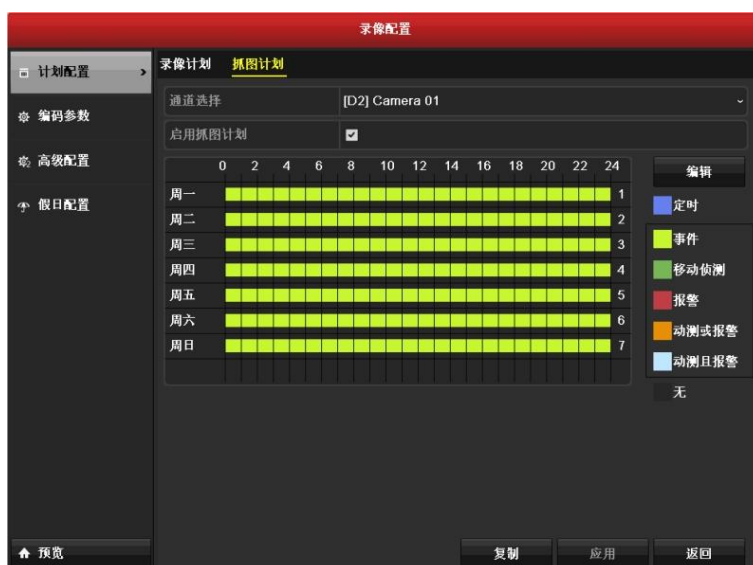 录像配置
计划配置
编码参数
高级配置
假日配置
预览
录像计划 抓图计划
通道选择 [D2] Camera 01
启用抓图计划
0 2 4 6 8 10 12 14 16 18 20 22 24
周一 1
周二 2
周三 3
周四 4
周五 5
周六 6
周日 7
编辑
定时
事件
移动侦测
报警
动测或报警
动测且报警
无
复制 应用 返回